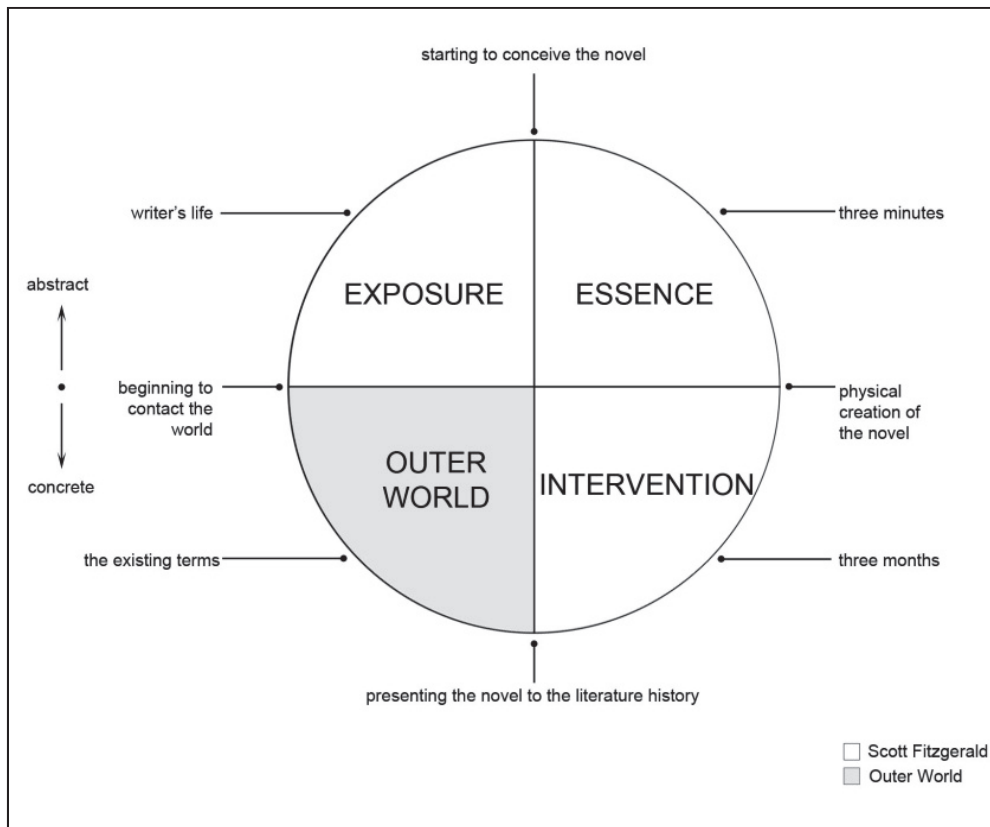 starting to conceive the novel
writer's life
three minutes
abstract
EXPOSURE
ESSENCE
beginning to
contact the
world
physical
creation of
the novel
OUTER
WORLD
INTERVENTION
concrete
the existing terms
three months
presenting the novel to the literature history
Scott Fitzgerald
Outer World